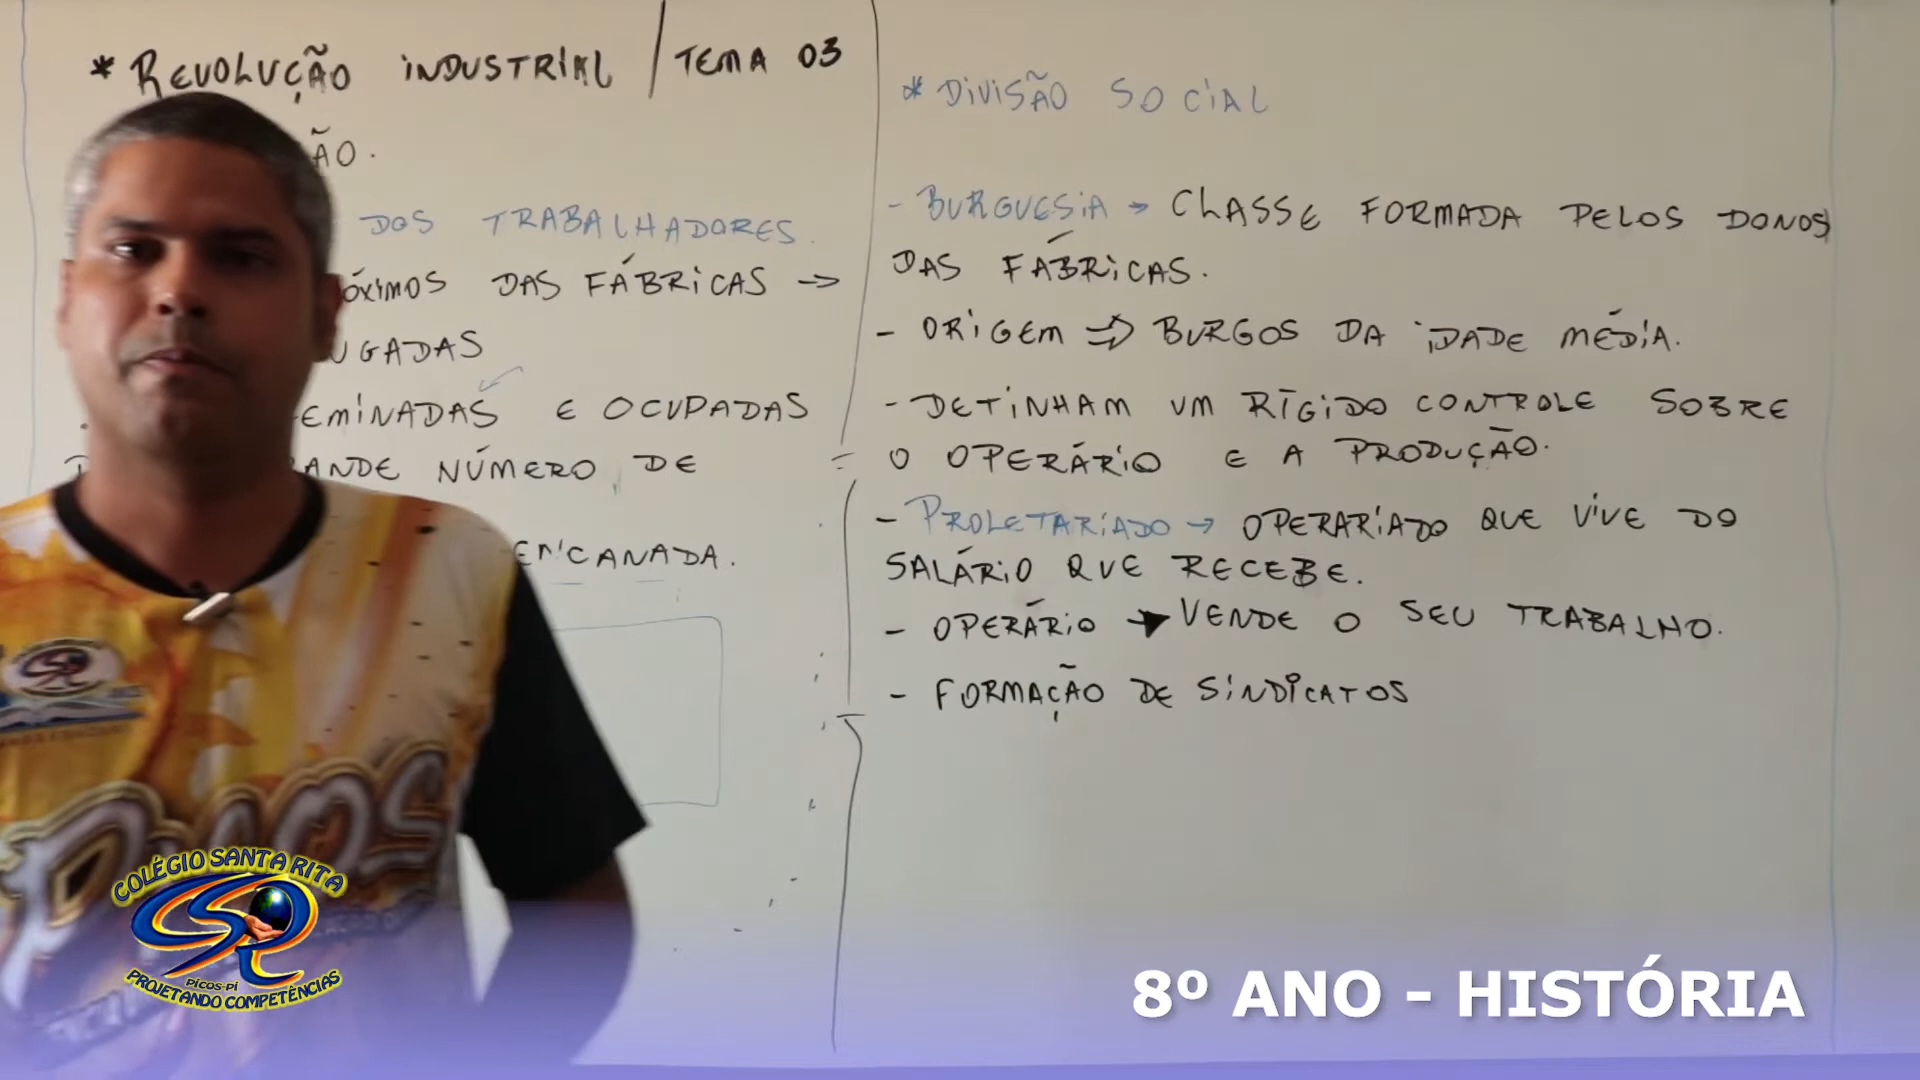 * REVOLUÇÃO INDUSTRIAL / TEMA 03
ÃO.
DOS TRABALHADORES.
ÓXIMOS DAS FÁBRICAS →
UGADAS
EMINADAS E OCUPADAS
ANDE NÚMERO DE
ENCANADA.
* DIVISÃO SOCIAL
- BURGUESIA → CLASSE FORMADA PELOS DONOS
DAS FÁBRICAS.
- ORIGEM ⇒ BURGOS DA IDADE MÉDIA.
- DETINHAM UM RÍGIDO CONTROLE SOBRE
O OPERÁRIO E A PRODUÇÃO.
- PROLETARIADO → OPERARIADO QUE VIVE DO
SALÁRIO QUE RECEBE.
- OPERÁRIO → VENDE O SEU TRABALHO.
- FORMAÇÃO DE SINDICATOS
COLÉGIO SANTA RITA
CSR
PICOS-PI
PROJETANDO COMPETÊNCIAS
8º ANO - HISTÓRIA